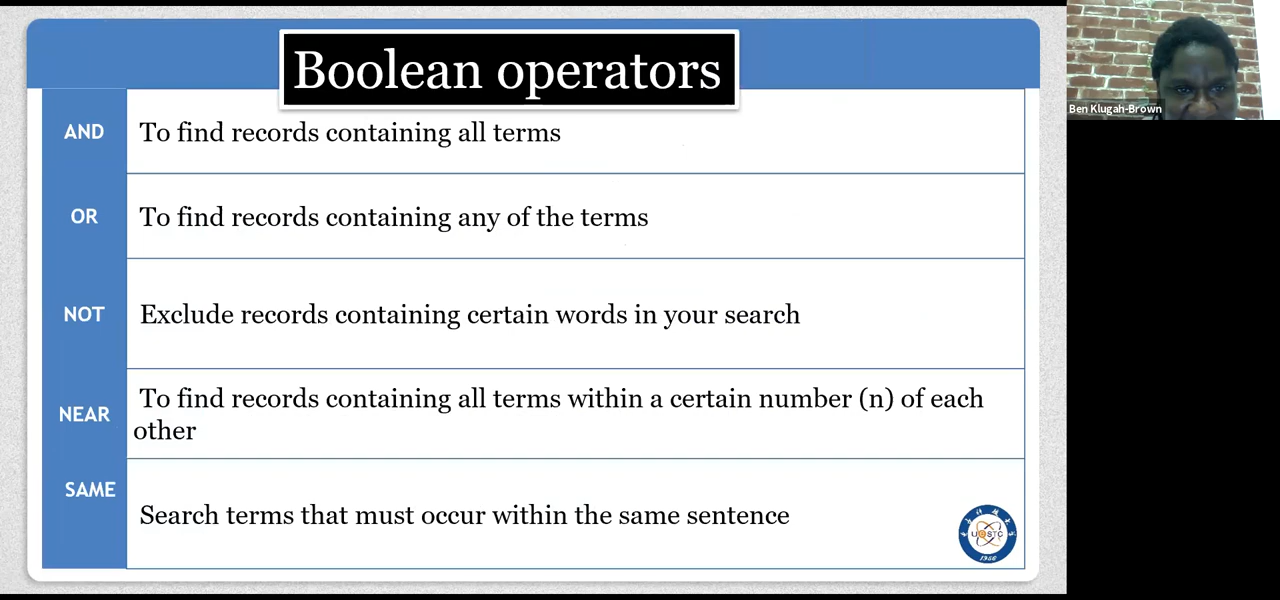 Boolean operators
AND
To find records containing all terms
OR
To find records containing any of the terms
NOT
Exclude records containing certain words in your search
NEAR
To find records containing all terms within a certain number (n) of each
other
SAME
Search terms that must occur within the same sentence
1956
Ben Klugah-Brown